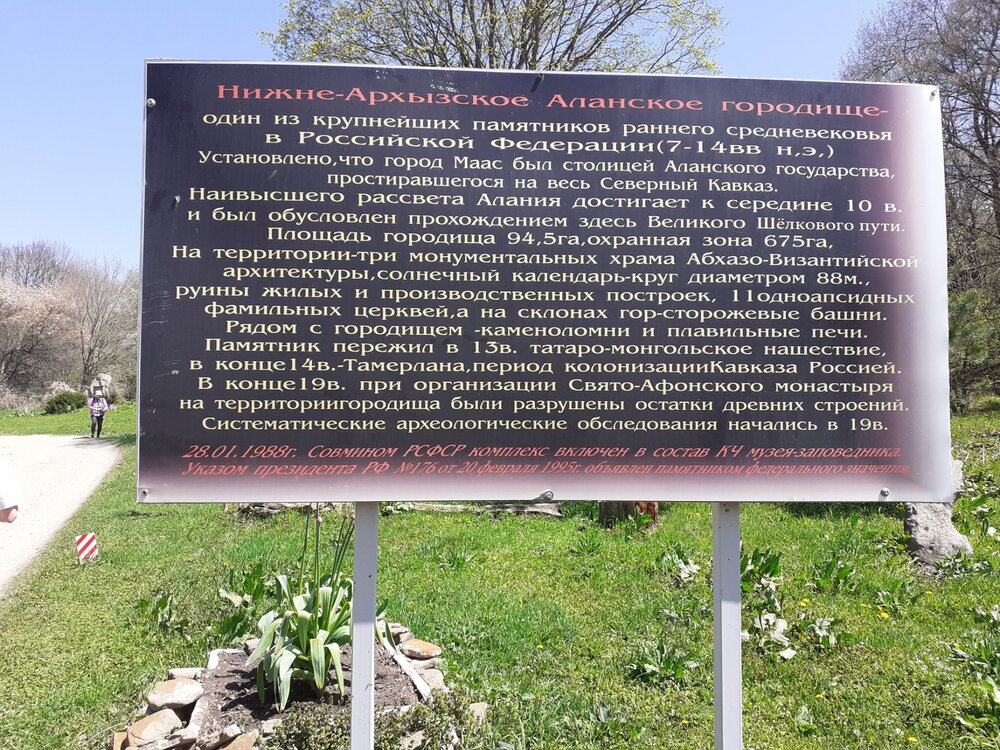 Нижне-Архызское Аланское городище-
один из крупнейших памятников раннего средневековья
в Российской Федерации(7-14вв н,э,)
Установлено,что город Маас был столицей Аланского государства,
простиравшегося на весь Северный Кавказ.
Наивысшего рассвета Алания достигает к середине 10 в.
и был обусловлен прохождением здесь Великого Шёлкового пути.
Площадь городища 94,5га,охранная зона 675га,
На территории-три монументальных храма Абхазо-Византийской
архитектуры,солнечный календарь-круг диаметром 88м.,
руины жилых и производственных построек, 11одноапсидных
фамильных церквей,а на склонах гор-сторожевые башни.
Рядом с городищем -каменоломни и плавильные печи.
Памятник пережил в 13в. татаро-монгольское нашествие,
в конце14в.-Тамерлана,период колонизацииКавказа Россией.
В конце19в. при организации Свято-Афонского монастыря
на территориигородища были разрушены остатки древних строений.
Систематические археологические обследования начались в 19в.
28.01.1988г. Совмином РСФСР комплекс включен в состав КЧ музея-заповедника.
Указом президента РФ №176 от 20 февраля 1995г. объявлен памятником федерального значения